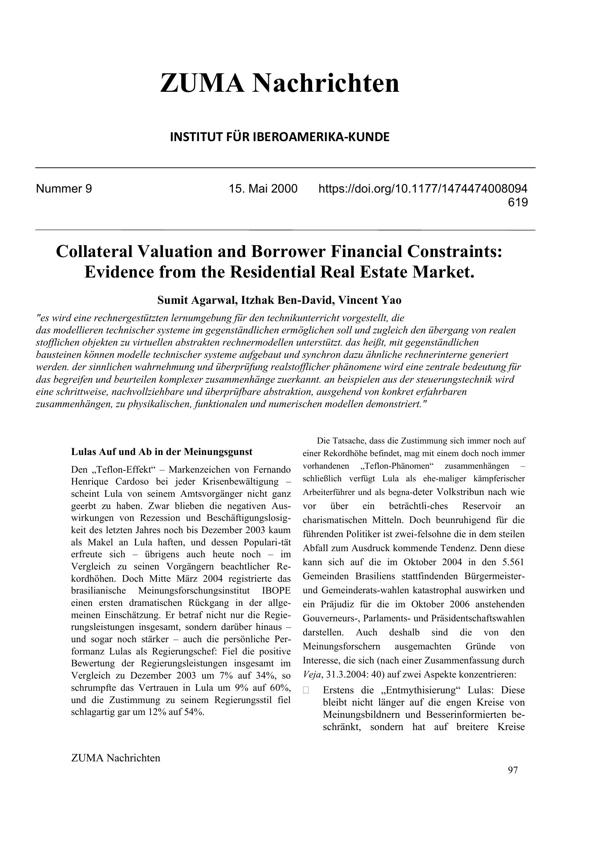 ZUMA Nachrichten
INSTITUT FÜR IBEROAMERIKA-KUNDE
Nummer 9 15. Mai 2000 https://doi.org/10.1177/1474474008094
619
Collateral Valuation and Borrower Financial Constraints:
Evidence from the Residential Real Estate Market.
Sumit Agarwal, Itzhak Ben-David, Vincent Yao
"es wird eine rechnergestützten lernumgebung für den technikunterricht vorgestellt, die
das modellieren technischer systeme im gegenständlichen ermöglichen soll und zugleich den übergang von realen
stofflichen objekten zu virtuellen abstrakten rechnermodellen unterstützt. das heißt, mit gegenständlichen
bausteinen können modelle technischer systeme aufgebaut und synchron dazu ähnliche rechnerinterne generiert
werden. der sinnlichen wahrnehmung und überprüfung realstofflicher phänomene wird eine zentrale bedeutung für
das begreifen und beurteilen komplexer zusammenhänge zuerkannt. an beispielen aus der steuerungstechnik wird
eine schrittweise, nachvollziehbare und überprüfbare abstraktion, ausgehend von konkret erfahrbaren
zusammenhängen, zu physikalischen, funktionalen und numerischen modellen demonstriert."
Lulas Auf und Ab in der Meinungsgunst
Den „Teflon-Effekt“ – Markenzeichen von Fernando
Henrique Cardoso bei jeder Krisenbewältigung –
scheint Lula von seinem Amtsvorgänger nicht ganz
geerbt zu haben. Zwar blieben die negativen Aus-
wirkungen von Rezession und Beschäftigungslosig-
keit des letzten Jahres noch bis Dezember 2003 kaum
als Makel an Lula haften, und dessen Populari-tät
erfreute sich – übrigens auch heute noch – im
Vergleich zu seinen Vorgängern beachtlicher Re-
kordhöhen. Doch Mitte März 2004 registrierte das
brasilianische Meinungsforschungsinstitut IBOPE
einen ersten dramatischen Rückgang in der allge-
meinen Einschätzung. Er betraf nicht nur die Regie-
rungsleistungen insgesamt, sondern darüber hinaus –
und sogar noch stärker – auch die persönliche Per-
formanz Lulas als Regierungschef: Fiel die positive
Bewertung der Regierungsleistungen insgesamt im
Vergleich zu Dezember 2003 um 7% auf 34%, so
schrumpfte das Vertrauen in Lula um 9% auf 60%,
und die Zustimmung zu seinem Regierungsstil fiel
schlagartig gar um 12% auf 54%.
Die Tatsache, dass die Zustimmung sich immer noch auf
einer Rekordhöhe befindet, mag mit einem doch noch immer
vorhandenen „Teflon-Phänomen“ zusammenhängen –
schließlich verfügt Lula als ehe-maliger kämpferischer
Arbeiterführer und als begna-deter Volkstribun nach wie
vor über ein beträchtli-ches Reservoir an
charismatischen Mitteln. Doch beunruhigend für die
führenden Politiker ist zwei-felsohne die in dem steilen
Abfall zum Ausdruck kommende Tendenz. Denn diese
kann sich auf die im Oktober 2004 in den 5.561
Gemeinden Brasiliens stattfindenden Bürgermeister-
und Gemeinderats-wahlen katastrophal auswirken und
ein Präjudiz für die im Oktober 2006 anstehenden
Gouverneurs-, Parlaments- und Präsidentschaftswahlen
darstellen. Auch deshalb sind die von den
Meinungsforschern ausgemachten Gründe von
Interesse, die sich (nach einer Zusammenfassung durch
Veja, 31.3.2004: 40) auf zwei Aspekte konzentrieren:
Erstens die „Entmythisierung“ Lulas: Diese
bleibt nicht länger auf die engen Kreise von
Meinungsbildnern und Besserinformierten be-
schränkt, sondern hat auf breitere Kreise
ZUMA Nachrichten
97